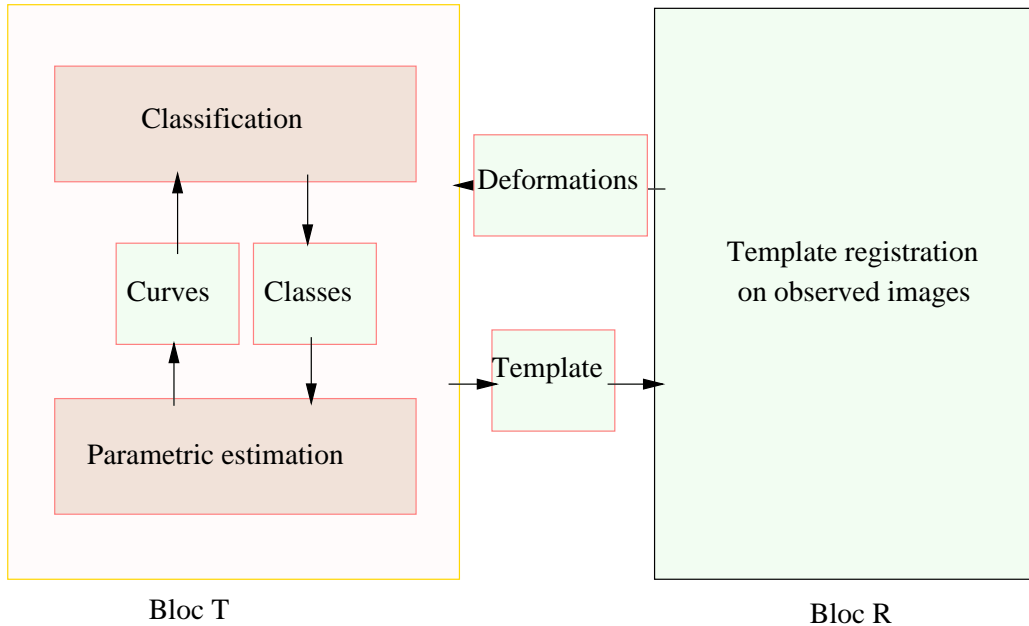 Classification
Deformations
Template registration
on observed images
Curves
Classes
Template
Parametric estimation
Bloc T
Bloc R